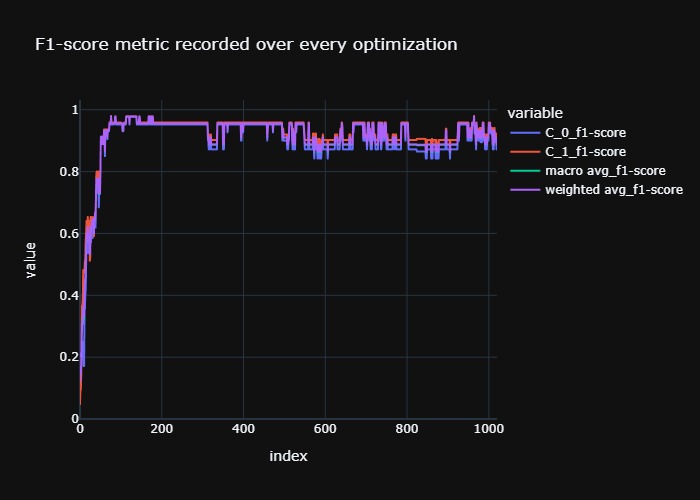 F1-score metric recorded over every optimization
variable
C_0_f1-score
C_1_f1-score
macro avg_f1-score
weighted avg_f1-score
value
1
0.8
0.6
0.4
0.2
0
0 200 400 600 800 1000
index